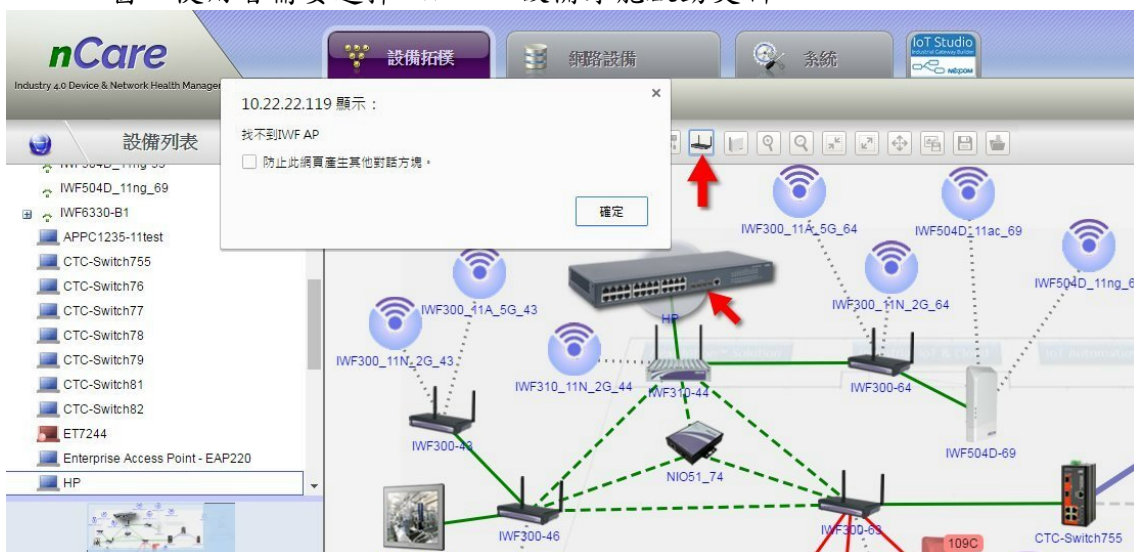 nCare
Industry 4.0 Device & Network Health Manager
設備拓樸
網路設備
系統
IoT Studio
Industrial Gateway Builder
NEXCOM
10.22.22.119 顯示：
×
找不到IWF AP
防止此網頁產生其他對話方塊。
確定
設備列表
IWF504D_11ng_69
IWF6330-B1
APPC1235-11test
CTC-Switch755
CTC-Switch76
CTC-Switch77
CTC-Switch78
CTC-Switch79
CTC-Switch81
CTC-Switch82
ET7244
Enterprise Access Point - EAP220
HP
IWF300_11A_5G_64
IWF504D_11ac_69
IWF300_11A_5G_43
IWF300_11N_2G_64
IWF504D_11ng_6
HP
IWF300_11N_2G_43
IWF310_11N_2G_44
IWF310-44
IWF300-64
IWF300-43
NIO51_74
IWF504D-69
IWF300-46
IWF300-63
109C
CTC-Switch755